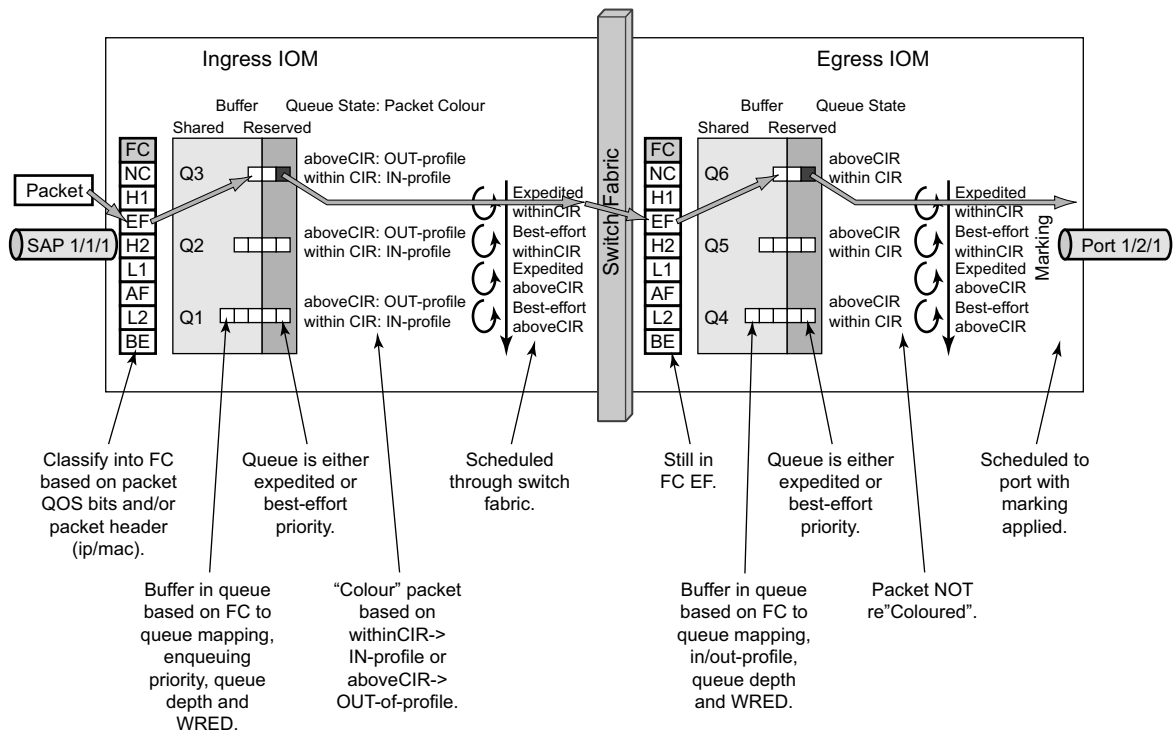 Ingress IOM
Buffer Queue State: Packet Colour
Shared Reserved
Packet
SAP 1/1/1
FC
NC
H1
EF
H2
L1
AF
L2
BE
Q3
aboveCIR: OUT-profile
within CIR: IN-profile
Q2
aboveCIR: OUT-profile
within CIR: IN-profile
Q1
aboveCIR: OUT-profile
within CIR: IN-profile
Expedited
withinCIR
Best-effort
withinCIR
Expedited
aboveCIR
Best-effort
aboveCIR
Switch Fabric
Egress IOM
Buffer Queue State
Shared Reserved
FC
NC
H1
EF
H2
L1
AF
L2
BE
Q6
aboveCIR
within CIR
Q5
aboveCIR
within CIR
Q4
aboveCIR
within CIR
Expedited
withinCIR
Best-effort
withinCIR
Expedited
aboveCIR
Best-effort
aboveCIR
Marking
Port 1/2/1
Classify into FC
based on packet
QOS bits and/or
packet header
(ip/mac).
Queue is either
expedited or
best-effort
priority.
Scheduled
through switch
fabric.
Still in
FC EF.
Queue is either
expedited or
best-effort
priority.
Scheduled to
port with
marking
applied.
Buffer in queue
based on FC to
queue mapping,
enqueuing
priority, queue
depth and
WRED.
“Colour” packet
based on
withinCIR->
IN-profile or
aboveCIR->
OUT-of-profile.
Buffer in queue
based on FC to
queue mapping,
in/out-profile,
queue depth
and WRED.
Packet NOT
re”Coloured”.